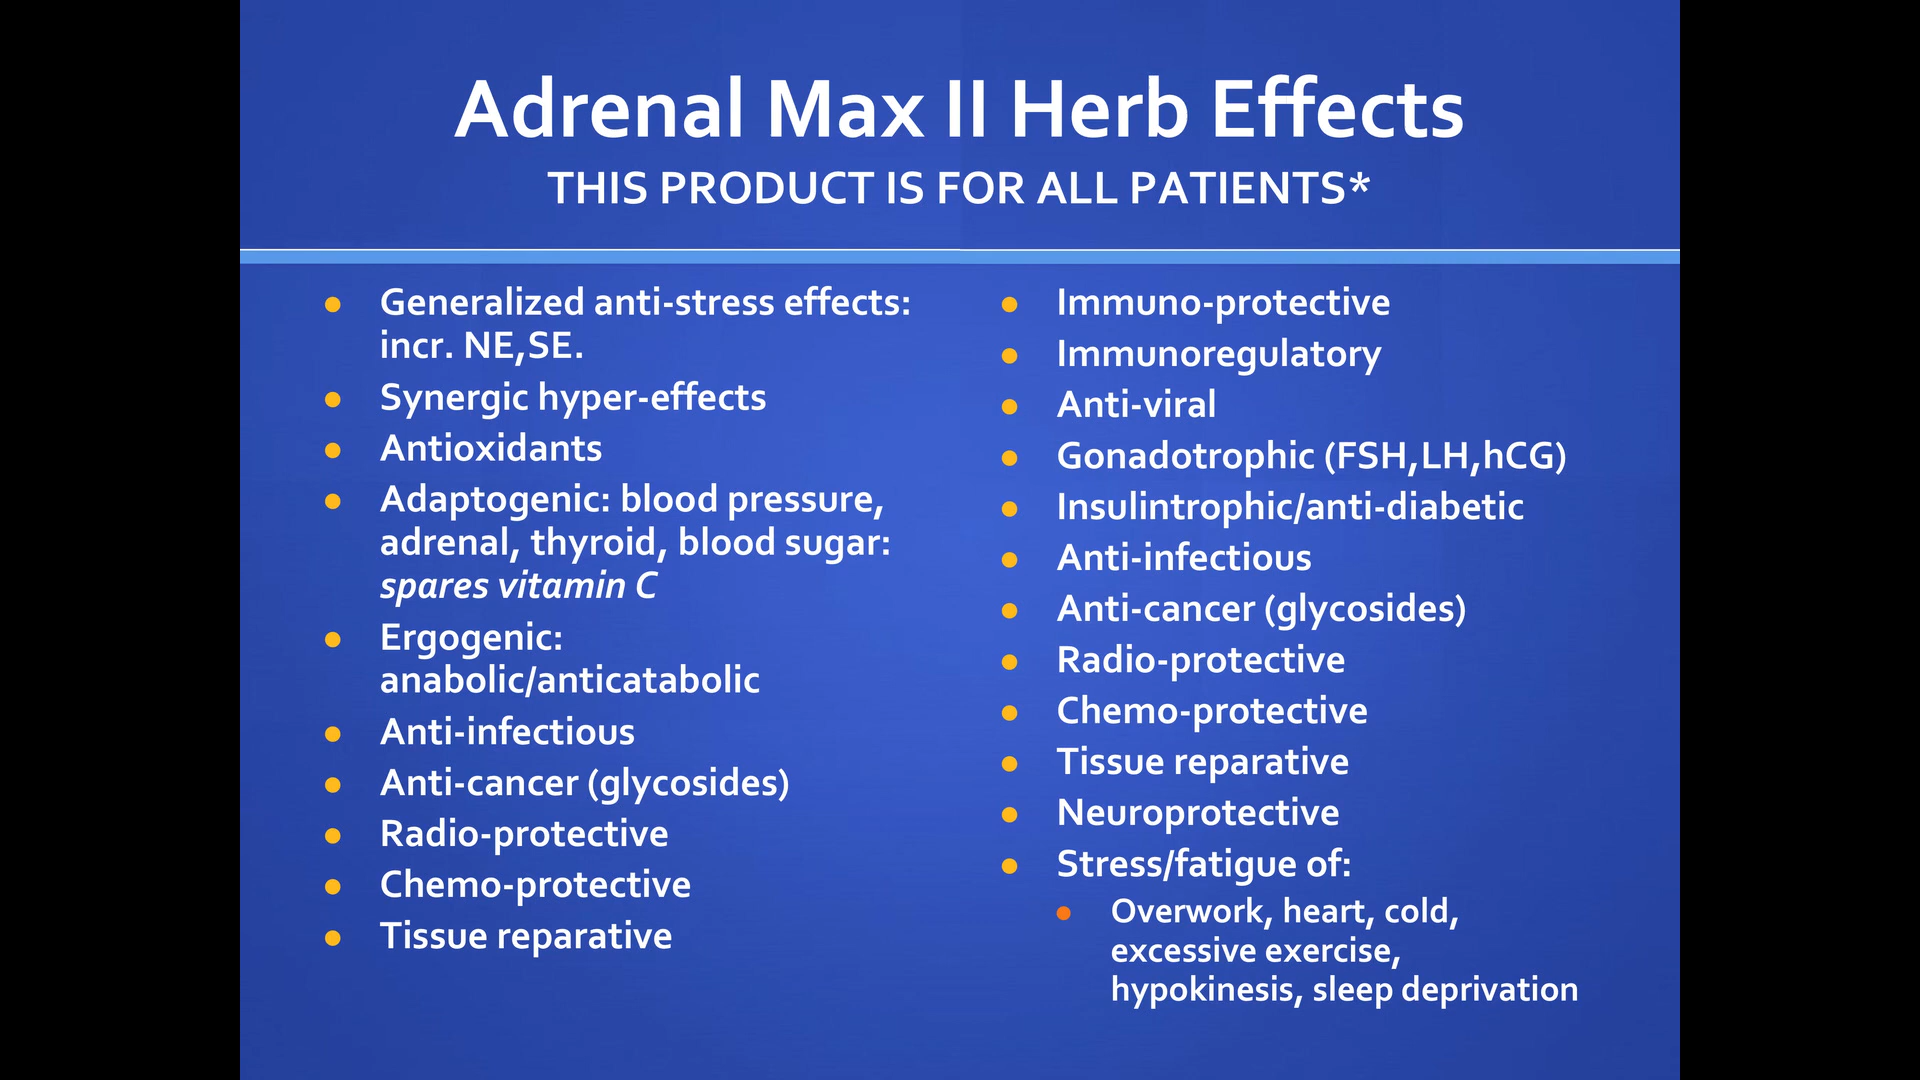 Adrenal Max II Herb Effects
THIS PRODUCT IS FOR ALL PATIENTS*
Generalized anti-stress effects:
incr. NE,SE.
Synergic hyper-effects
Antioxidants
Adaptogenic: blood pressure,
adrenal, thyroid, blood sugar:
spares vitamin C
Ergogenic:
anabolic/anticatabolic
Anti-infectious
Anti-cancer (glycosides)
Radio-protective
Chemo-protective
Tissue reparative
Immuno-protective
Immunoregulatory
Anti-viral
Gonadotrophic (FSH,LH,hCG)
Insulintrophic/anti-diabetic
Anti-infectious
Anti-cancer (glycosides)
Radio-protective
Chemo-protective
Tissue reparative
Neuroprotective
Stress/fatigue of:
Overwork, heart, cold,
excessive exercise,
hypokinesis, sleep deprivation